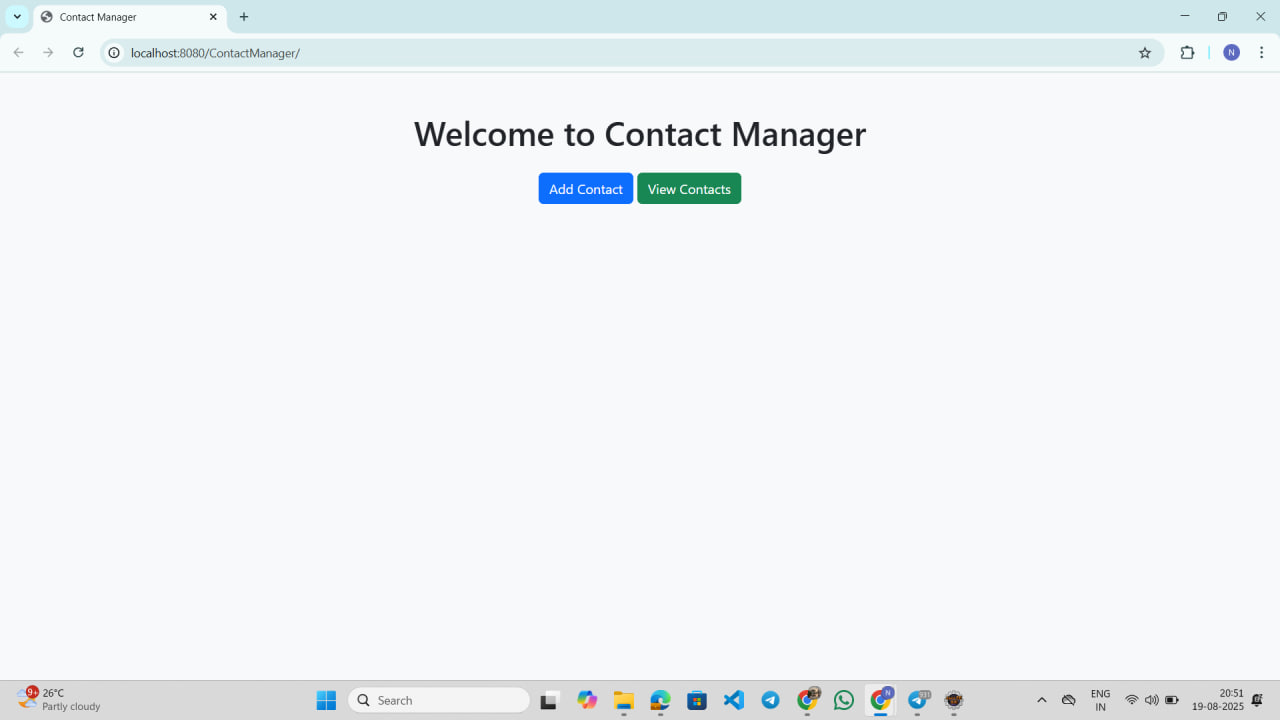 Contact Manager
localhost:8080/ContactManager/
N
Welcome to Contact Manager
Add Contact View Contacts
9+
26°C
Partly cloudy
Search
N
ENG
IN
20:51
19-08-2025